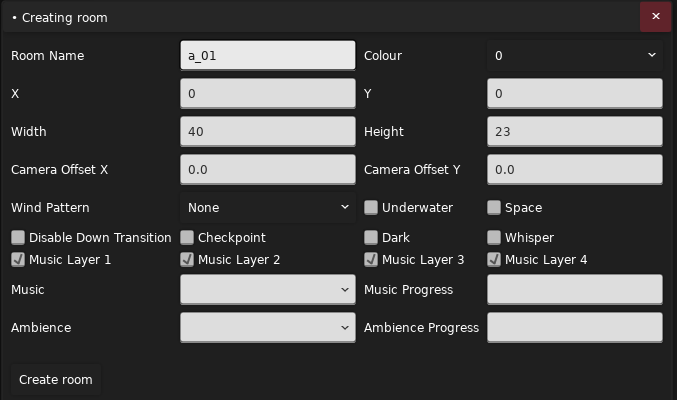 • Creating room ×
Room Name a_01 Colour 0
X 0 Y 0
Width 40 Height 23
Camera Offset X 0.0 Camera Offset Y 0.0
Wind Pattern None Underwater Space
Disable Down Transition Checkpoint Dark Whisper
Music Layer 1 Music Layer 2 Music Layer 3 Music Layer 4
Music Music Progress
Ambience Ambience Progress
Create room